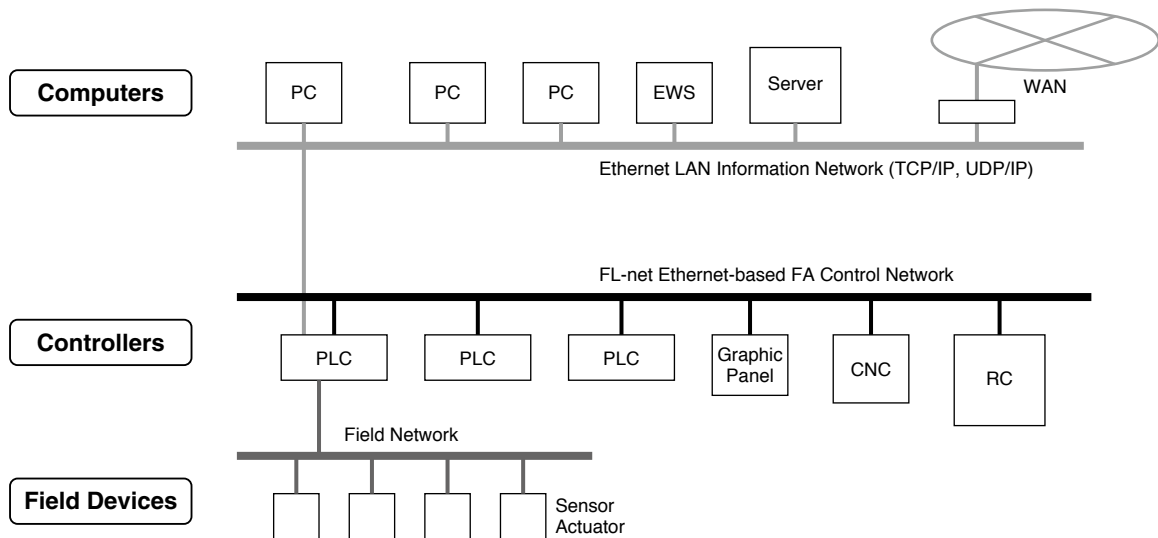 Computers
PC
PC
PC
EWS
Server
WAN
Ethernet LAN Information Network (TCP/IP, UDP/IP)
FL-net Ethernet-based FA Control Network
Controllers
PLC
PLC
PLC
Graphic
Panel
CNC
RC
Field Network
Field Devices
Sensor
Actuator